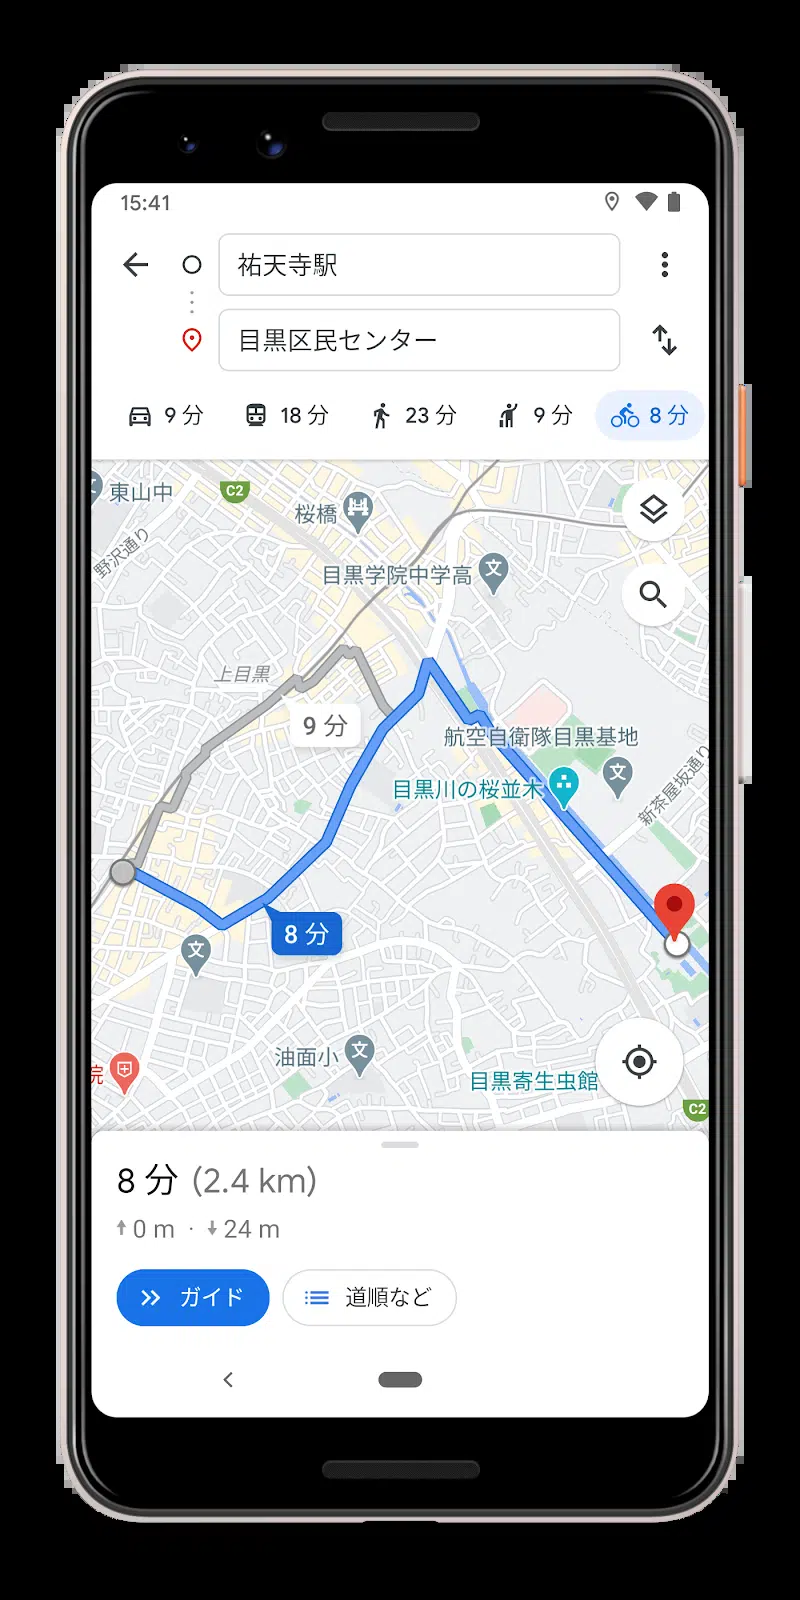 15:41
祐天寺駅
目黒区民センター
9 分 18 分 23 分 9 分 8 分
東山中
C2
桜橋
野沢通り
目黒学院中学高
文
上目黒
9 分
航空自衛隊目黒基地
文
目黒川の桜並木
新茶屋坂通り
8 分
文
油面小
文
院
目黒寄生虫館
C2
8 分 (2.4 km)
0 m · 24 m
ガイド
道順など